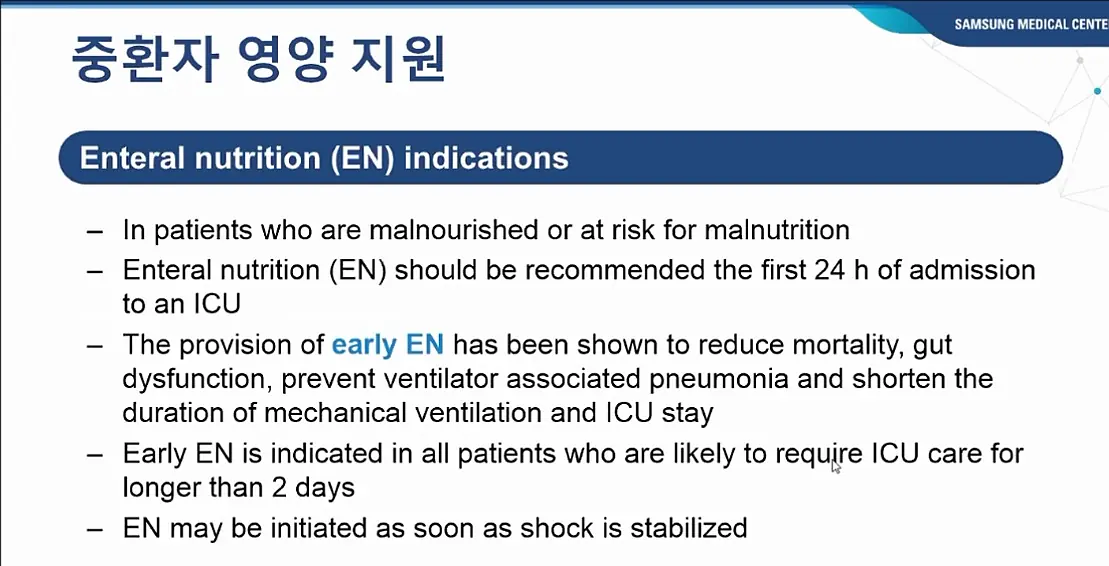 SAMSUNG MEDICAL CENTE
중환자 영양 지원
Enteral nutrition (EN) indications
– In patients who are malnourished or at risk for malnutrition
– Enteral nutrition (EN) should be recommended the first 24 h of admission
to an ICU
– The provision of early EN has been shown to reduce mortality, gut
dysfunction, prevent ventilator associated pneumonia and shorten the
duration of mechanical ventilation and ICU stay
– Early EN is indicated in all patients who are likely to require ICU care for
longer than 2 days
– EN may be initiated as soon as shock is stabilized